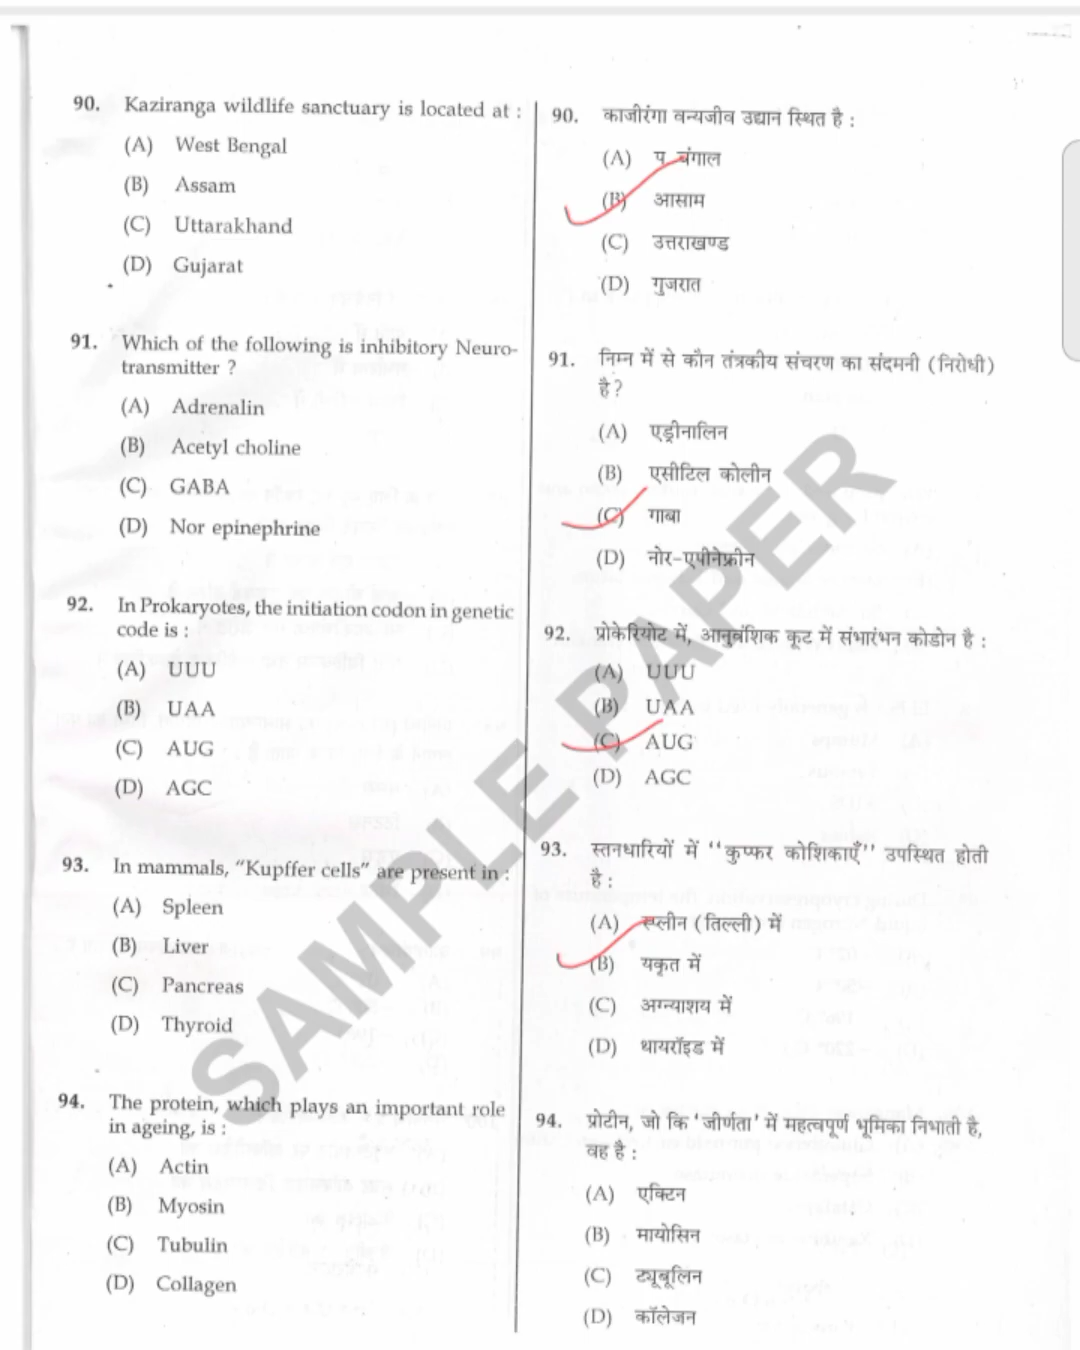 90. Kaziranga wildlife sanctuary is located at :
(A) West Bengal
(B) Assam
(C) Uttarakhand
(D) Gujarat
91. Which of the following is inhibitory Neuro-
transmitter ?
(A) Adrenalin
(B) Acetyl choline
(C) GABA
(D) Nor epinephrine
92. In Prokaryotes, the initiation codon in genetic
code is :
(A) UUU
(B) UAA
(C) AUG
(D) AGC
93. In mammals, “Kupffer cells” are present in :
(A) Spleen
(B) Liver
(C) Pancreas
(D) Thyroid
94. The protein, which plays an important role
in ageing, is :
(A) Actin
(B) Myosin
(C) Tubulin
(D) Collagen
90. काजीरंगा वन्यजीव उद्यान स्थित है :
(A) प. बंगाल
(B) आसाम
(C) उत्तराखण्ड
(D) गुजरात
91. निम्न में से कौन तंत्रकीय संचरण का संदमनी (निरोधी)
है?
(A) एड्रीनालिन
(B) एसीटिल कोलीन
(C) गाबा
(D) नोर-एपीनेफ्रीन
92. प्रोकेरियोट में, आनुवंशिक कूट में संभारंभन कोडोन है :
(A) UUU
(B) UAA
(C) AUG
(D) AGC
93. स्तनधारियों में ‘‘कुप्फर कोशिकाएँ’’ उपस्थित होती
है :
(A) स्प्लीन (तिल्ली) में
(B) यकृत में
(C) अग्न्याशय में
(D) थायरॉइड में
94. प्रोटीन, जो कि ‘जीर्णता’ में महत्वपूर्ण भूमिका निभाती है,
वह है :
(A) एक्टिन
(B) मायोसिन
(C) ट्यूबूलिन
(D) कॉलेजन
SAMPLE PAPER